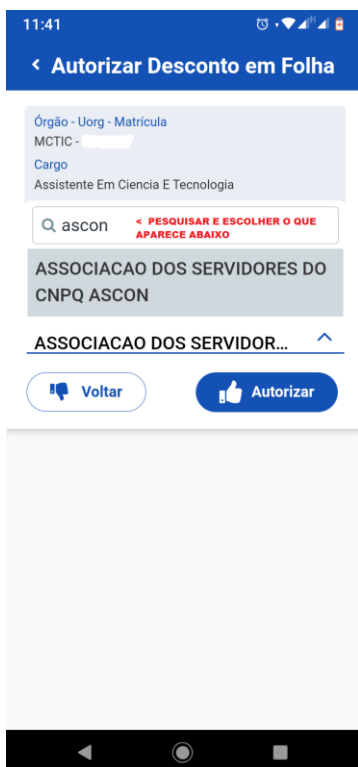 11:41
Autorizar Desconto em Folha
Órgão - Uorg - Matrícula
MCTIC -
Cargo
Assistente Em Ciencia E Tecnologia
ascon
< PESQUISAR E ESCOLHER O QUE
APARECE ABAIXO
ASSOCIACAO DOS SERVIDORES DO
CNPQ ASCON
ASSOCIACAO DOS SERVIDOR...
Voltar
Autorizar